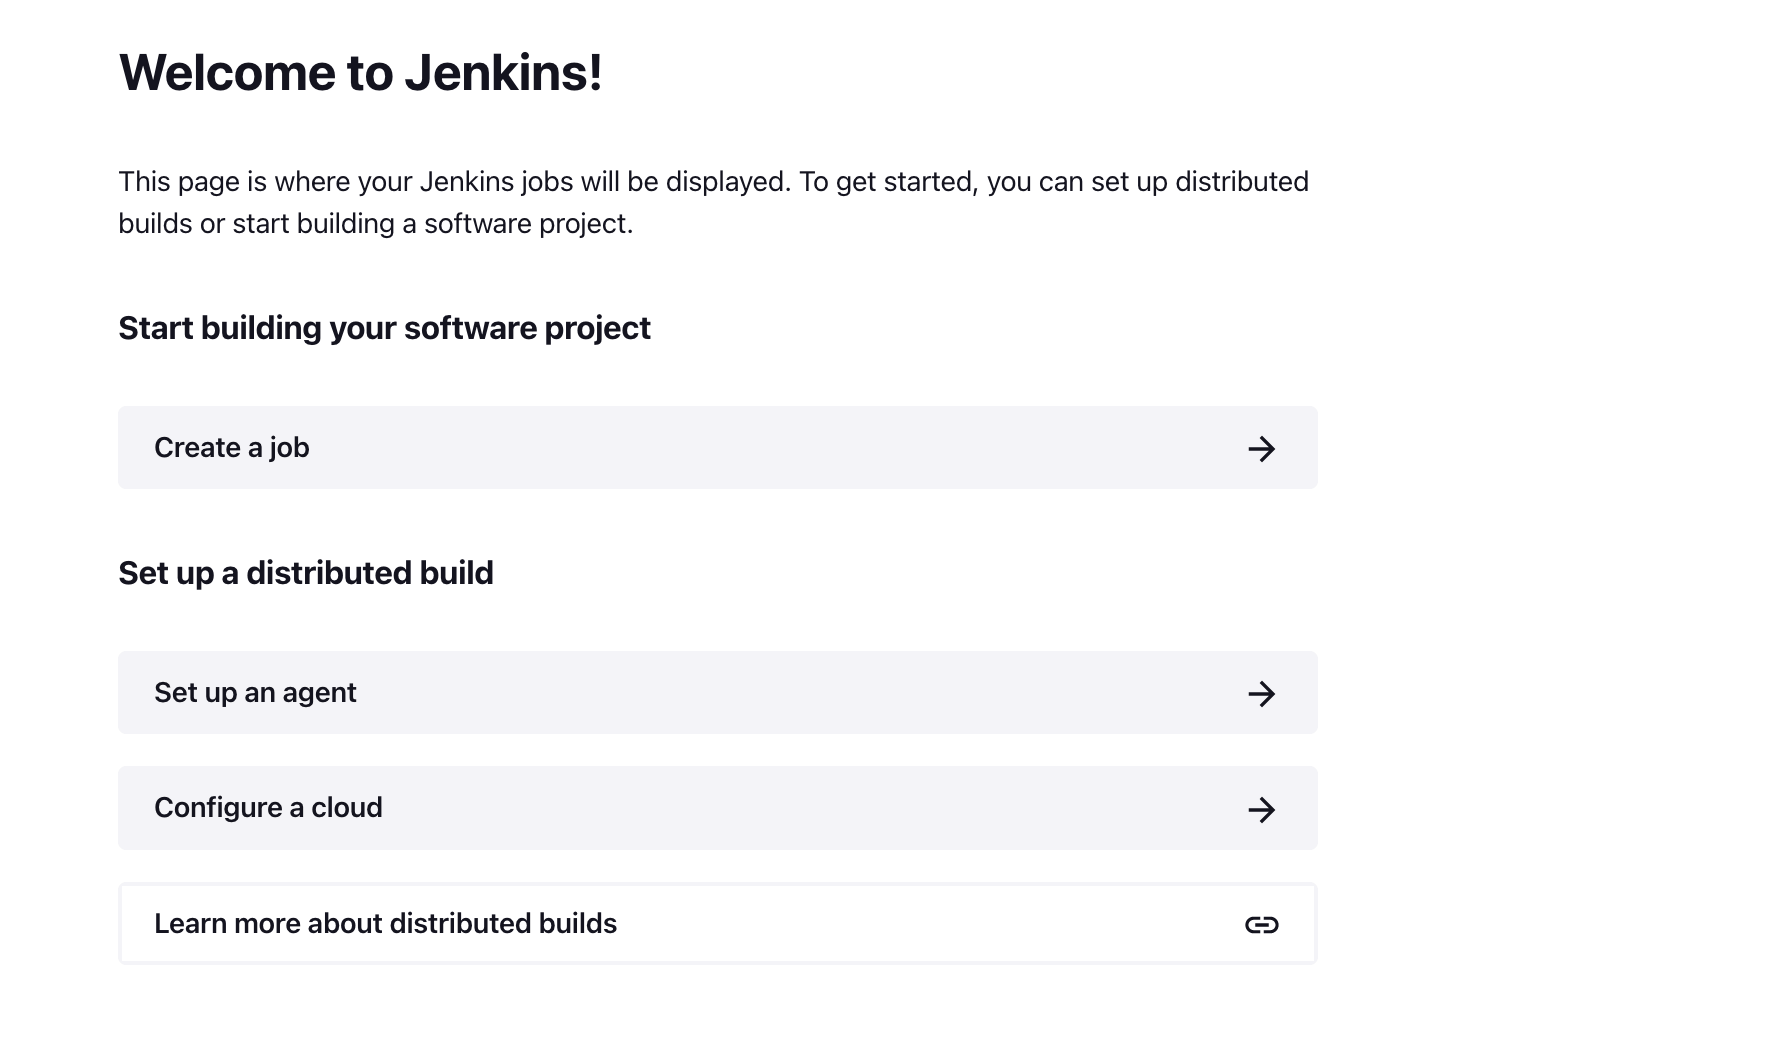 Welcome to Jenkins!
This page is where your Jenkins jobs will be displayed. To get started, you can set up distributed
builds or start building a software project.
Start building your software project
Create a job
Set up a distributed build
Set up an agent
Configure a cloud
Learn more about distributed builds